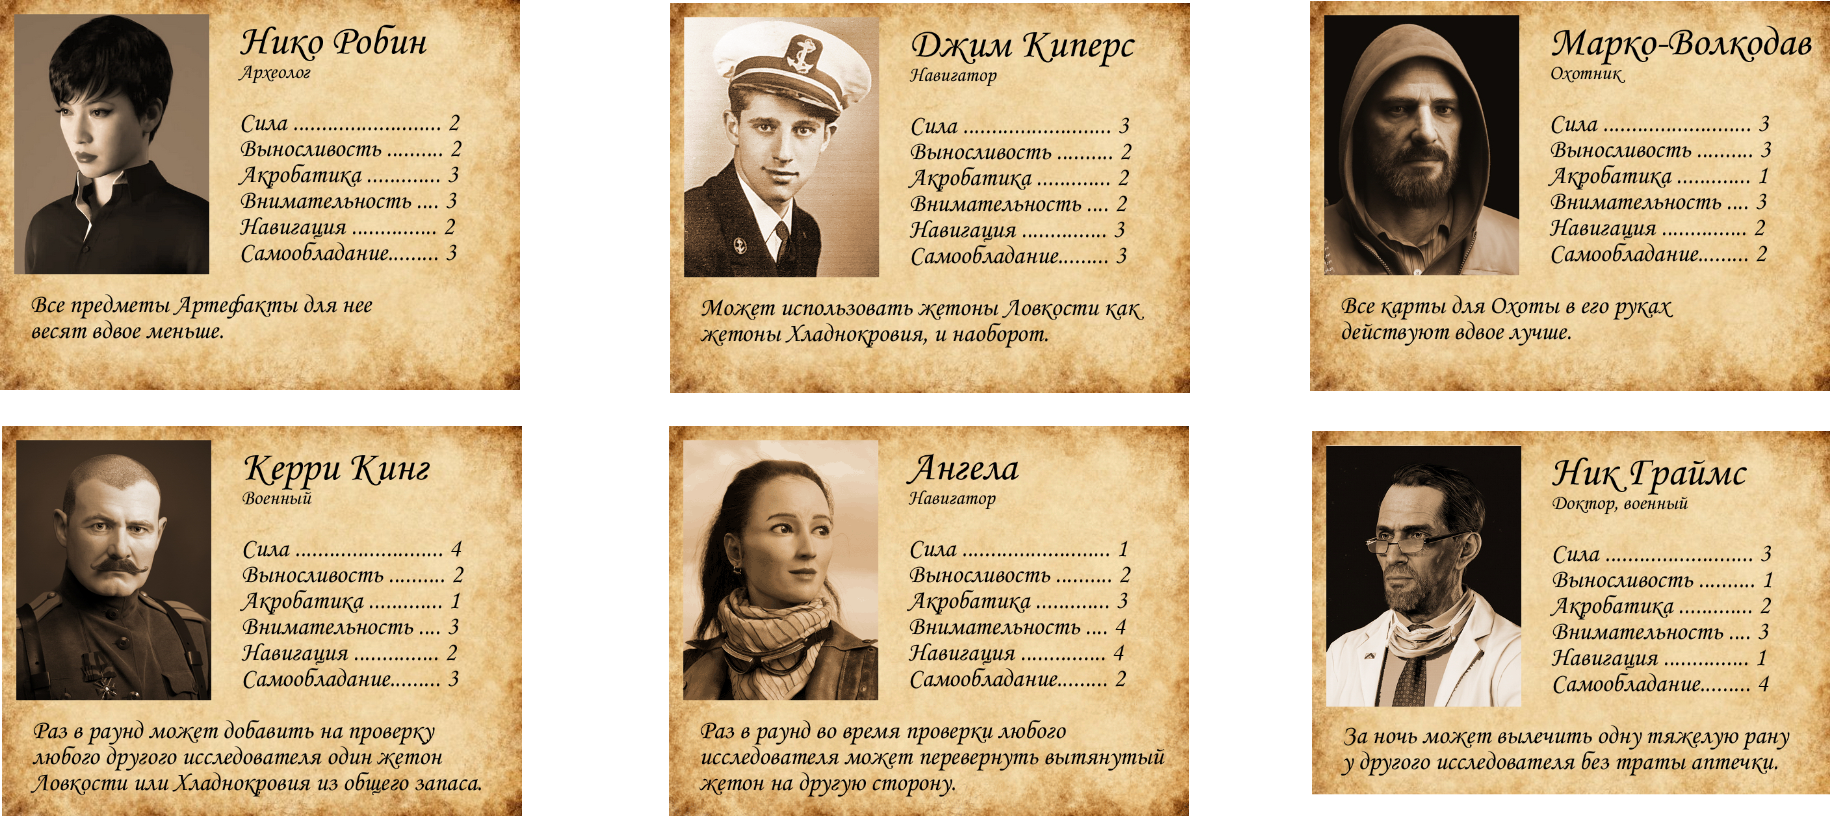 Нико Робин
Археолог
Сила .......................... 2
Выносливость .......... 2
Акробатика ............. 3
Внимательность .... 3
Навигация ................ 2
Самообладание......... 3
Все предметы Артефакты для нее
весят вдвое меньше.
Джим Киперс
Навигатор
Сила .......................... 3
Выносливость .......... 2
Акробатика ............. 2
Внимательность .... 2
Навигация ................ 3
Самообладание......... 3
Может использовать жетоны Ловкости как
жетоны Хладнокровия, и наоборот.
Марко-Волкодав
Охотник
Сила .......................... 3
Выносливость .......... 3
Акробатика ............. 1
Внимательность .... 3
Навигация ................ 2
Самообладание......... 2
Все карты для Охоты в его руках
действуют вдвое лучше.
Керри Кинг
Военный
Сила .......................... 4
Выносливость .......... 2
Акробатика ............. 1
Внимательность .... 3
Навигация ................ 2
Самообладание......... 3
Раз в раунд может добавить на проверку
любого другого исследователя один жетон
Ловкости или Хладнокровия из общего запаса.
Ангела
Навигатор
Сила .......................... 1
Выносливость .......... 2
Акробатика ............. 3
Внимательность .... 4
Навигация ................ 4
Самообладание......... 2
Раз в раунд во время проверки любого
исследователя может перевернуть вытянутый
жетон на другую сторону.
Ник Граймс
Доктор, военный
Сила .......................... 3
Выносливость .......... 1
Акробатика ............. 2
Внимательность .... 3
Навигация ................ 1
Самообладание......... 4
За ночь может вылечить одну тяжелую рану
у другого исследователя без траты аптечки.